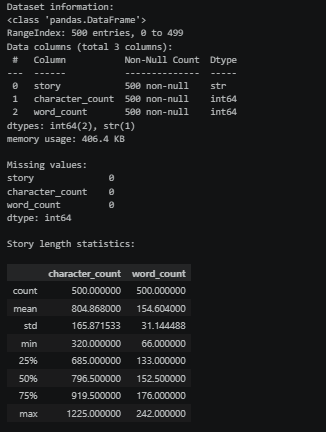 Dataset information:
<class 'pandas.DataFrame'>
RangeIndex: 500 entries, 0 to 499
Data columns (total 3 columns):
#   Column           Non-Null Count  Dtype
---  ------           --------------  -----
0   story            500 non-null    str
1   character_count  500 non-null    int64
2   word_count       500 non-null    int64
dtypes: int64(2), str(1)
memory usage: 406.4 KB
Missing values:
story              0
character_count    0
word_count         0
dtype: int64
Story length statistics:
character_count word_count
count 500.000000 500.000000
mean 804.868000 154.604000
std 165.871533 31.144488
min 320.000000 66.000000
25% 685.000000 133.000000
50% 796.500000 152.500000
75% 919.500000 176.000000
max 1225.000000 242.000000